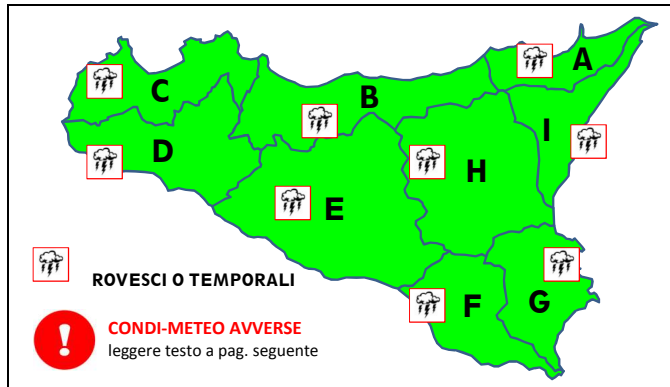 A
C
B
I
D
H
E
F
G
ROVESCI O TEMPORALI
CONDI-METEO AVVERSE
leggere testo a pag. seguente